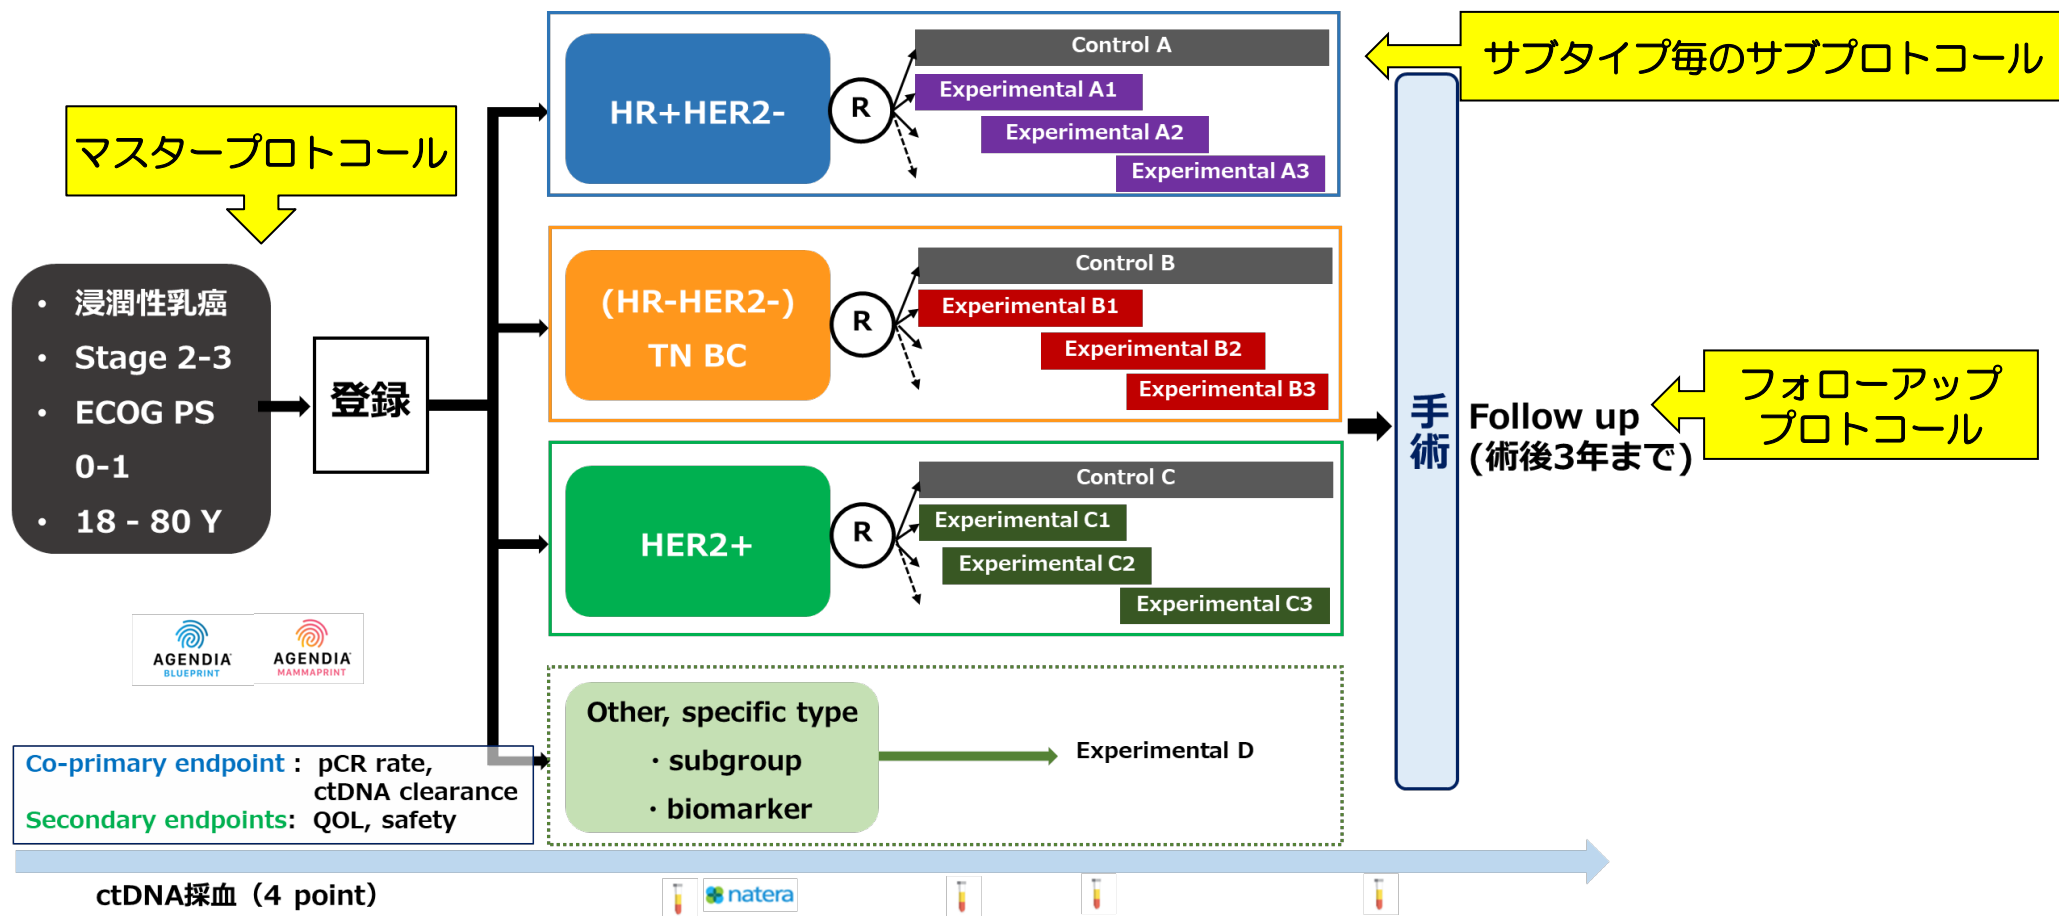 マスタープロトコール
• 浸潤性乳癌
• Stage 2-3
• ECOG PS
0-1
• 18 - 80 Y
登録
AGENDIA
BLUEPRINT
AGENDIA
MAMMAPRINT
Co-primary endpoint : pCR rate,
ctDNA clearance
Secondary endpoints: QOL, safety
HR+HER2-
R
Control A
Experimental A1
Experimental A2
Experimental A3
(HR-HER2-)
TN BC
R
Control B
Experimental B1
Experimental B2
Experimental B3
HER2+
R
Control C
Experimental C1
Experimental C2
Experimental C3
Other, specific type
・subgroup
・biomarker
Experimental D
サブタイプ毎のサブプロトコール
手術
Follow up
(術後3年まで)
フォローアップ
プロトコール
ctDNA採血（4 point）
natera